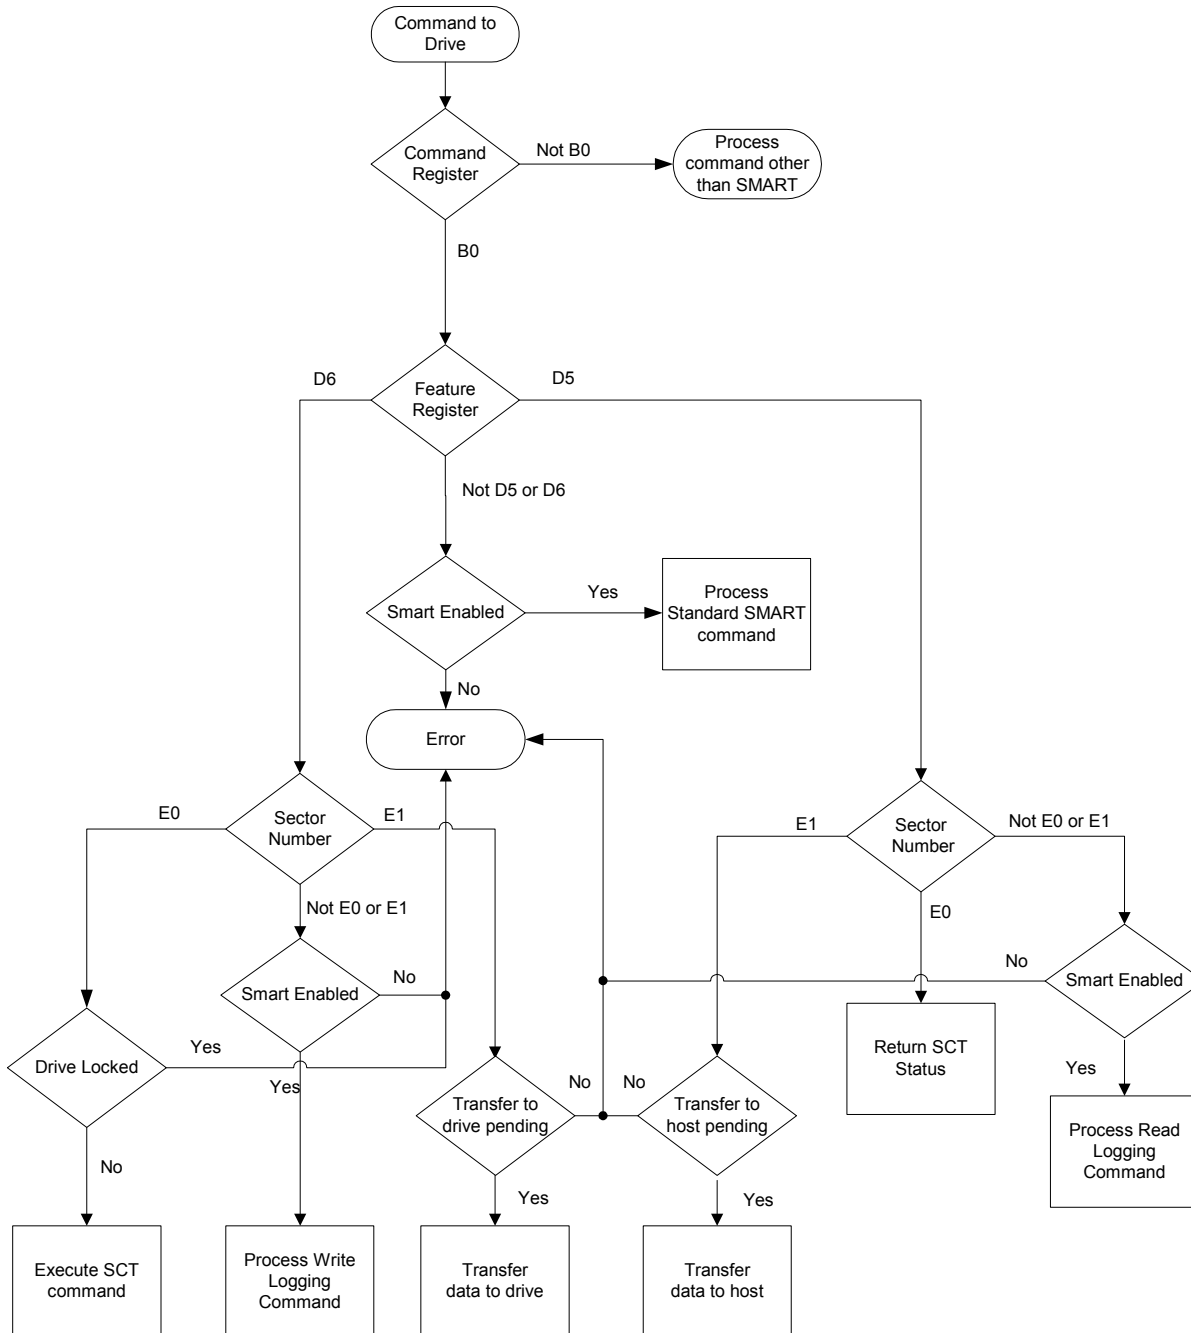 Command to
Drive
Command
Register
Not B0
Process
command other
than SMART
B0
D6
Feature
Register
D5
Not D5 or D6
Smart Enabled
Yes
Process
Standard SMART
command
No
Error
E0
Sector
Number
E1
E1
Sector
Number
Not E0 or E1
Not E0 or E1
E0
Smart Enabled
No
No
Smart Enabled
Drive Locked
Yes
Yes
Return SCT
Status
Yes
No
No
Transfer to
drive pending
Transfer to
host pending
Process Read
Logging
Command
No
Yes
Yes
Execute SCT
command
Process Write
Logging
Command
Transfer
data to drive
Transfer
data to host